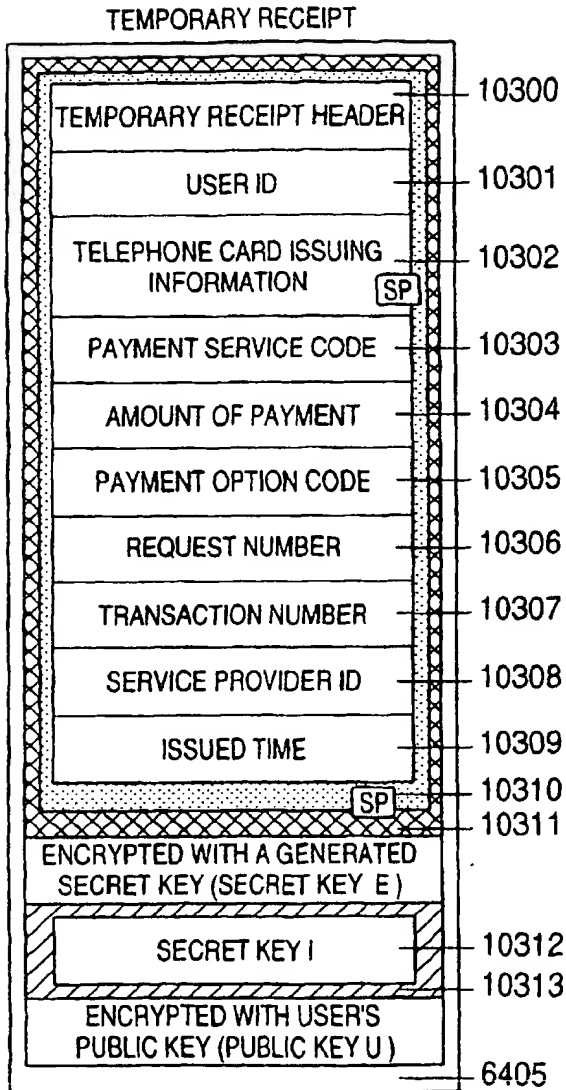 TEMPORARY RECEIPT
TEMPORARY RECEIPT HEADER
10300
USER ID
10301
TELEPHONE CARD ISSUING
INFORMATION
10302
SP
PAYMENT SERVICE CODE
10303
AMOUNT OF PAYMENT
10304
PAYMENT OPTION CODE
10305
REQUEST NUMBER
10306
TRANSACTION NUMBER
10307
SERVICE PROVIDER ID
10308
ISSUED TIME
10309
SP
10310
10311
ENCRYPTED WITH A GENERATED
SECRET KEY (SECRET KEY E)
SECRET KEY I
10312
10313
ENCRYPTED WITH USER'S
PUBLIC KEY (PUBLIC KEY U)
6405